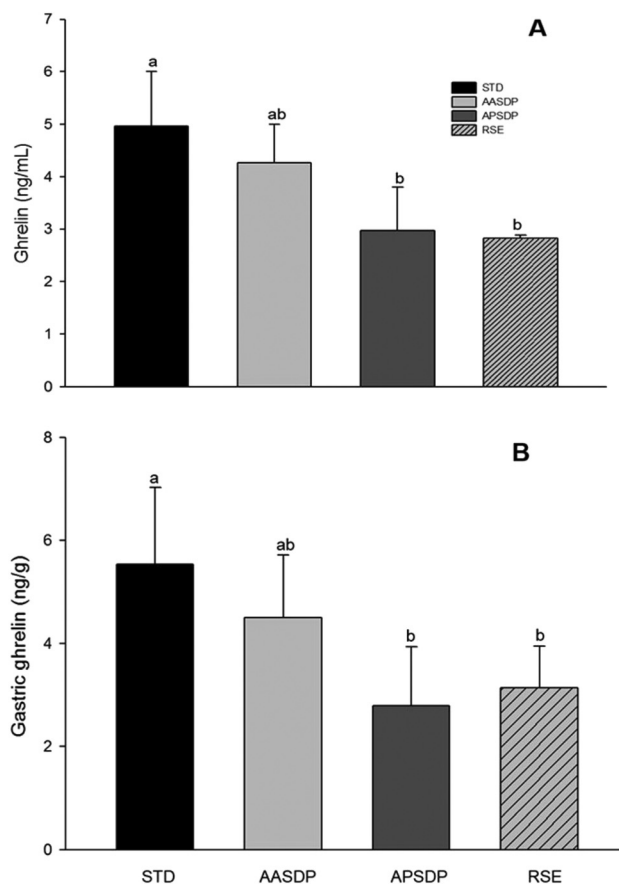 A
7
6
5
4
3
2
1
0
Ghrelin (ng/mL)
a
ab
b
b
STD
AASDP
APSDP
RSE
B
8
6
4
2
0
Gastric ghrelin (ng/g)
a
ab
b
b
STD AASDP APSDP RSE